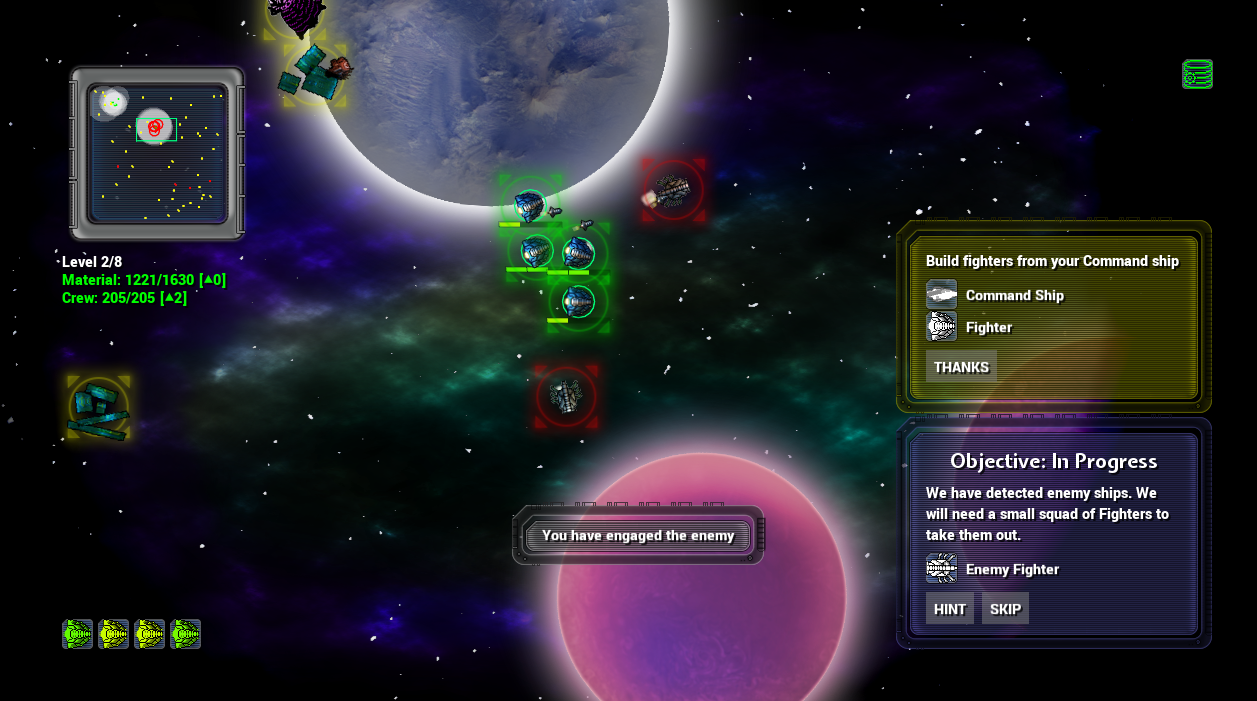 Level 2/8
Material: 1221/1630 [▲0]
Crew: 205/205 [▲2]
Build fighters from your Command ship
Command Ship
Fighter
THANKS
Objective: In Progress
We have detected enemy ships. We
will need a small squad of Fighters to
take them out.
Enemy Fighter
HINT SKIP
You have engaged the enemy